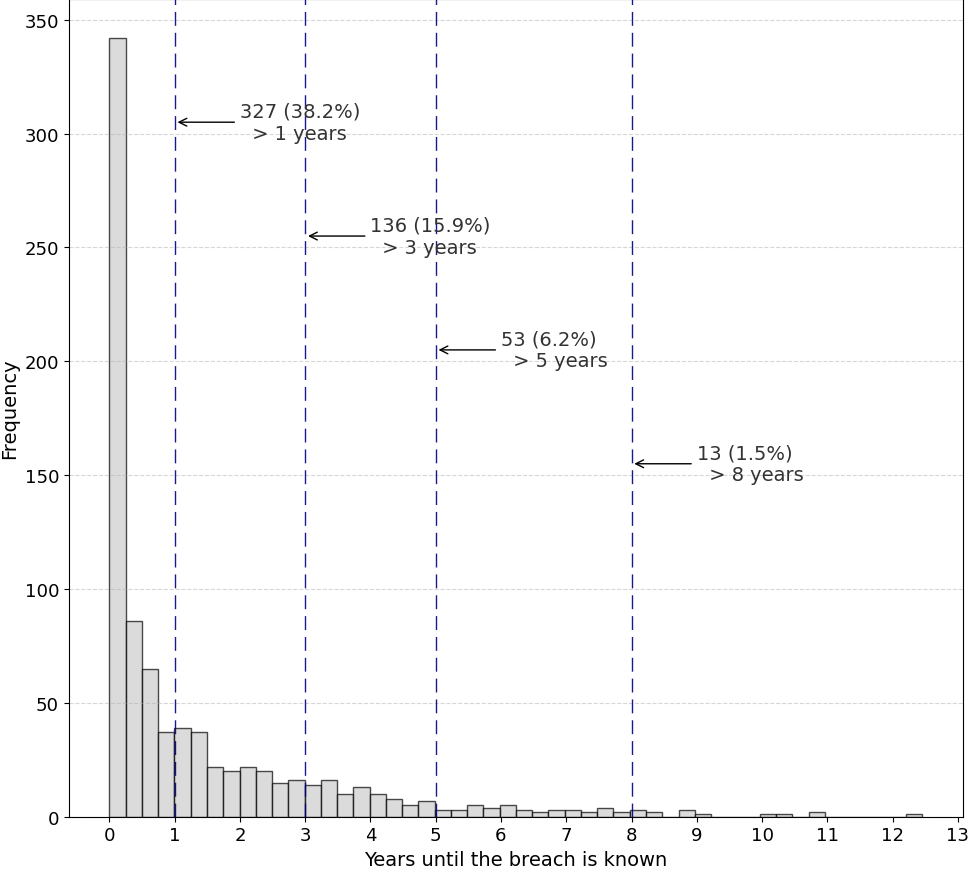 350
300
250
200
150
100
50
0
Frequency
327 (38.2%)
> 1 years
136 (15.9%)
> 3 years
53 (6.2%)
> 5 years
13 (1.5%)
> 8 years
0 1 2 3 4 5 6 7 8 9 10 11 12 13
Years until the breach is known